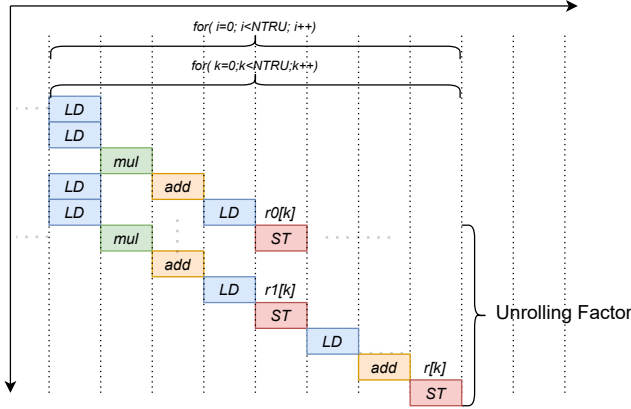 for( i=0; i<NTRU; i++)
for( k=0;k<NTRU;k++)
LD
LD
mul
LD
add
LD
LD
r0[k]
mul
ST
add
LD
r1[k]
ST
LD
Unrolling Factor
add
r[k]
ST